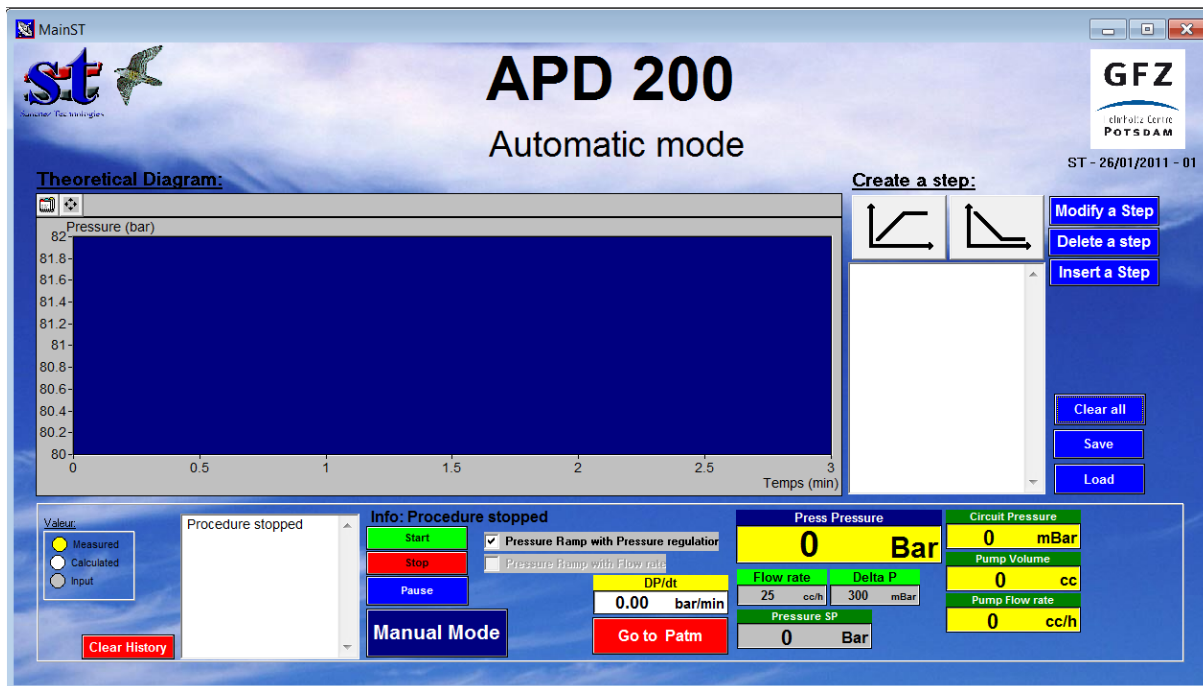 MainST
st
APD 200
Automatic mode
GFZ
POTSDAM
ST - 26/01/2011 - 01
Theoretical Diagram:
Create a step:
Pressure (bar)
82
81.8
81.6
81.4
81.2
81
80.8
80.6
80.4
80.2
80
0 0.5 1 1.5 2 2.5 3
Temps (min)
Modify a Step
Delete a step
Insert a Step
Clear all
Save
Load
Valeur:
Measured
Calculated
Input
Clear History
Procedure stopped
Info: Procedure stopped
Start
Stop
Pause
Manual Mode
Pressure Ramp with Pressure regulation
Pressure Ramp with Flow rate
DP/dt
0.00 bar/min
Go to Patm
Press Pressure
0 Bar
Flow rate
25 cc/h
Delta P
300 mBar
Pressure SP
0 Bar
Circuit Pressure
0 mBar
Pump Volume
0 cc
Pump Flow rate
0 cc/h